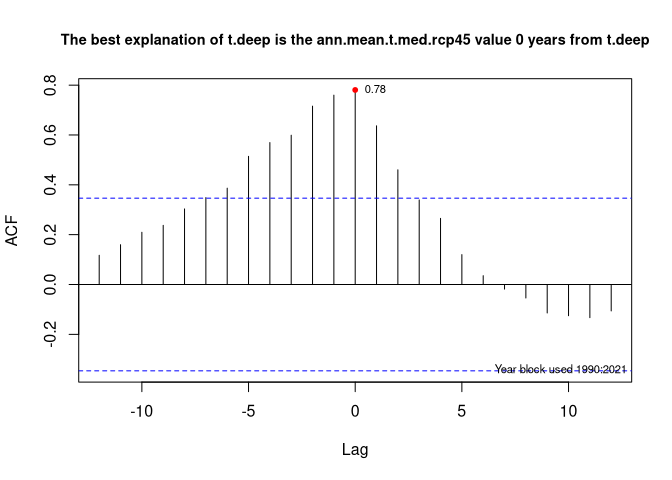 The best explanation of t.deep is the ann.mean.t.med.rcp45 value 0 years from t.deep
0.8
0.6
0.4
0.2
0.0
-0.2
ACF
0.78
Year block used 1990:2021
-10 -5 0 5 10
Lag